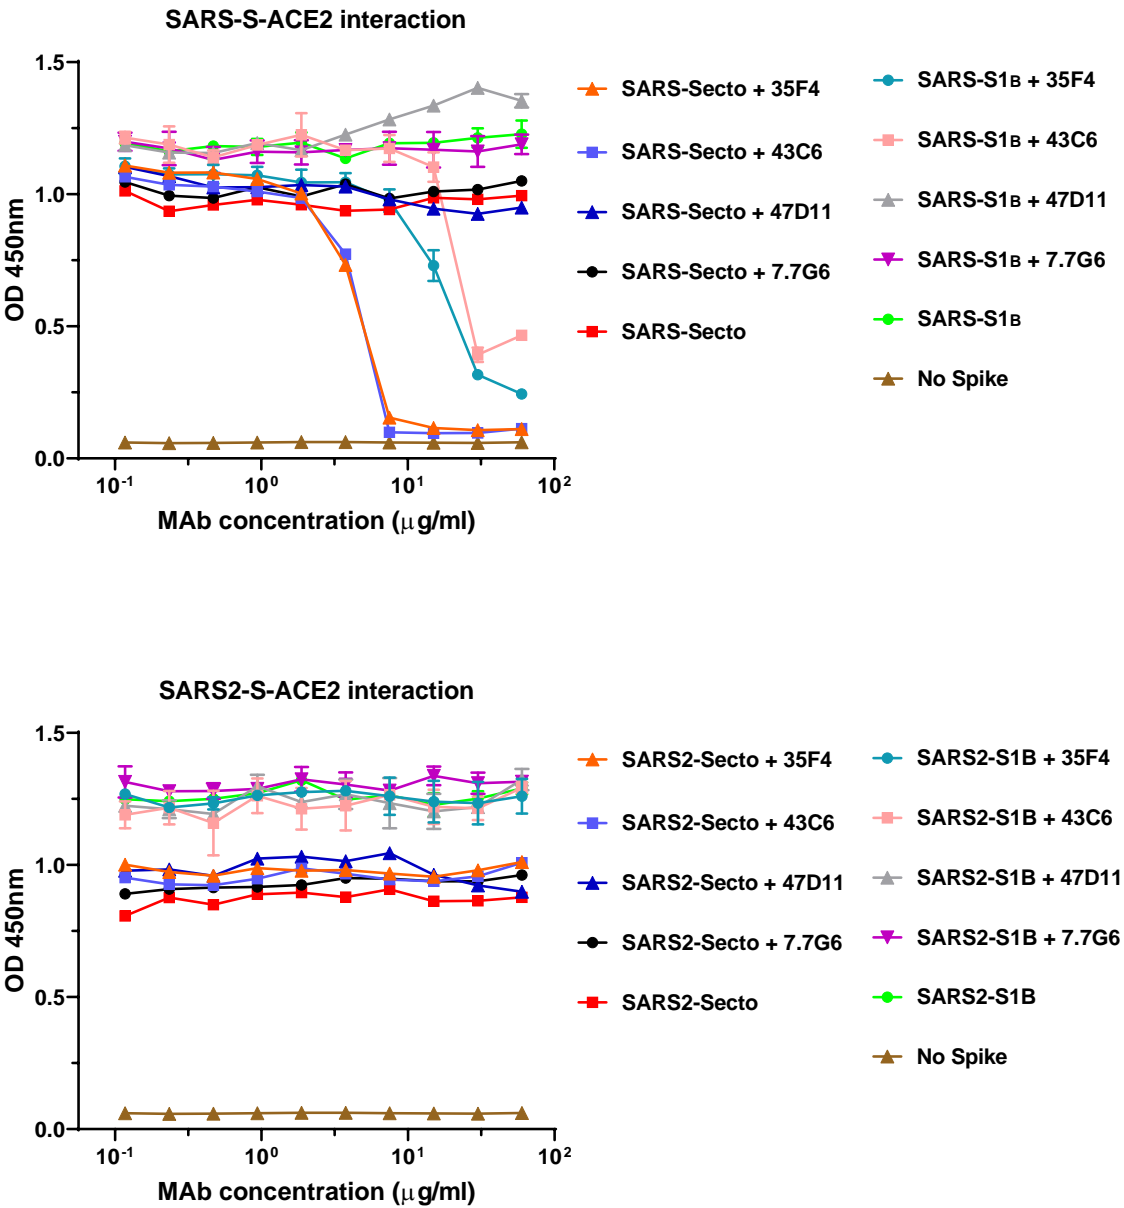 SARS-S-ACE2 interaction
1.5
1.0
0.5
0.0
OD 450nm
10-1
100
101
102
MAb concentration (μg/ml)
SARS-Secto + 35F4
SARS-Secto + 43C6
SARS-Secto + 47D11
SARS-Secto + 7.7G6
SARS-Secto
SARS-S1B + 35F4
SARS-S1B + 43C6
SARS-S1B + 47D11
SARS-S1B + 7.7G6
SARS-S1B
No Spike
SARS2-S-ACE2 interaction
1.5
1.0
0.5
0.0
OD 450nm
10-1
100
101
102
MAb concentration (μg/ml)
SARS2-Secto + 35F4
SARS2-Secto + 43C6
SARS2-Secto + 47D11
SARS2-Secto + 7.7G6
SARS2-Secto
SARS2-S1B + 35F4
SARS2-S1B + 43C6
SARS2-S1B + 47D11
SARS2-S1B + 7.7G6
SARS2-S1B
No Spike